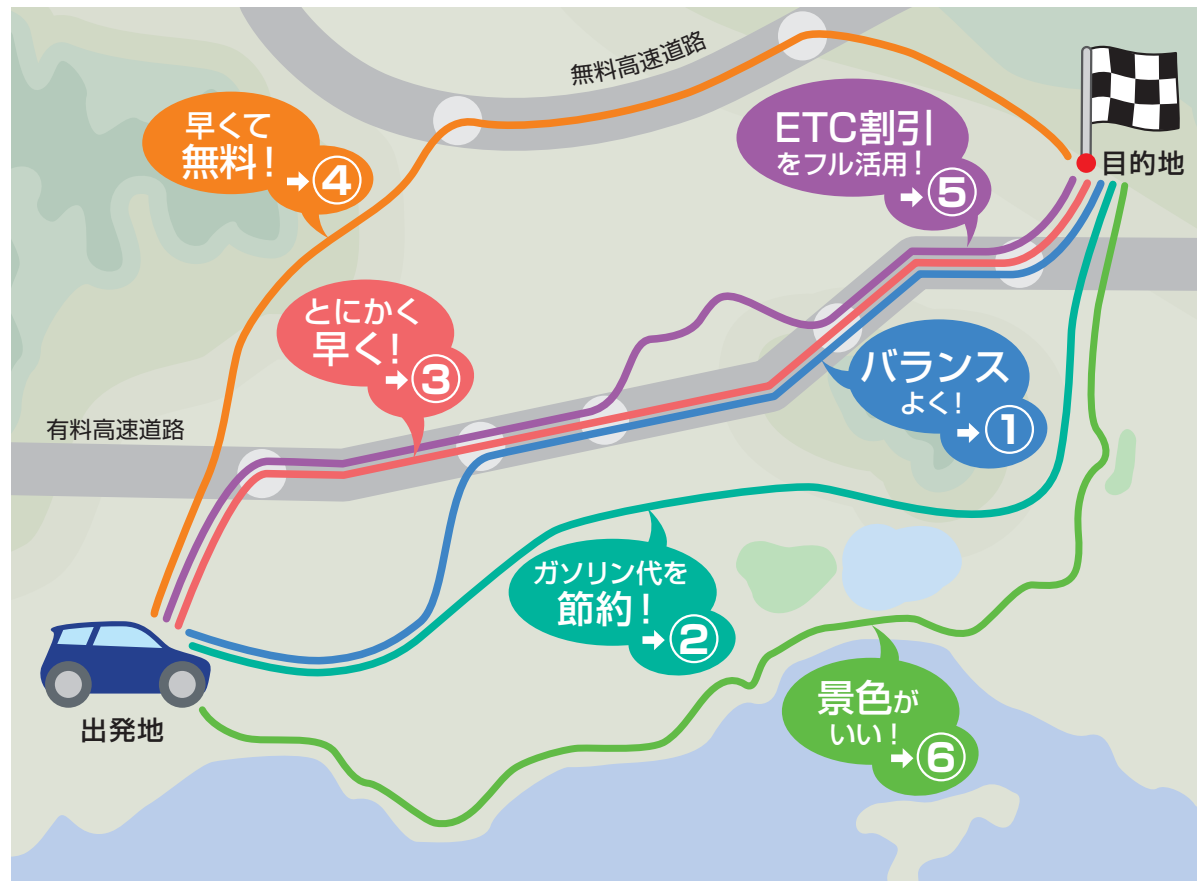 無料高速道路
早くて
無料!
➡④
ETC割引
をフル活用!
➡⑤
目的地
とにかく
早く!
➡③
バランス
よく!
➡①
有料高速道路
ガソリン代を
節約!
➡②
景色が
いい!
➡⑥
出発地